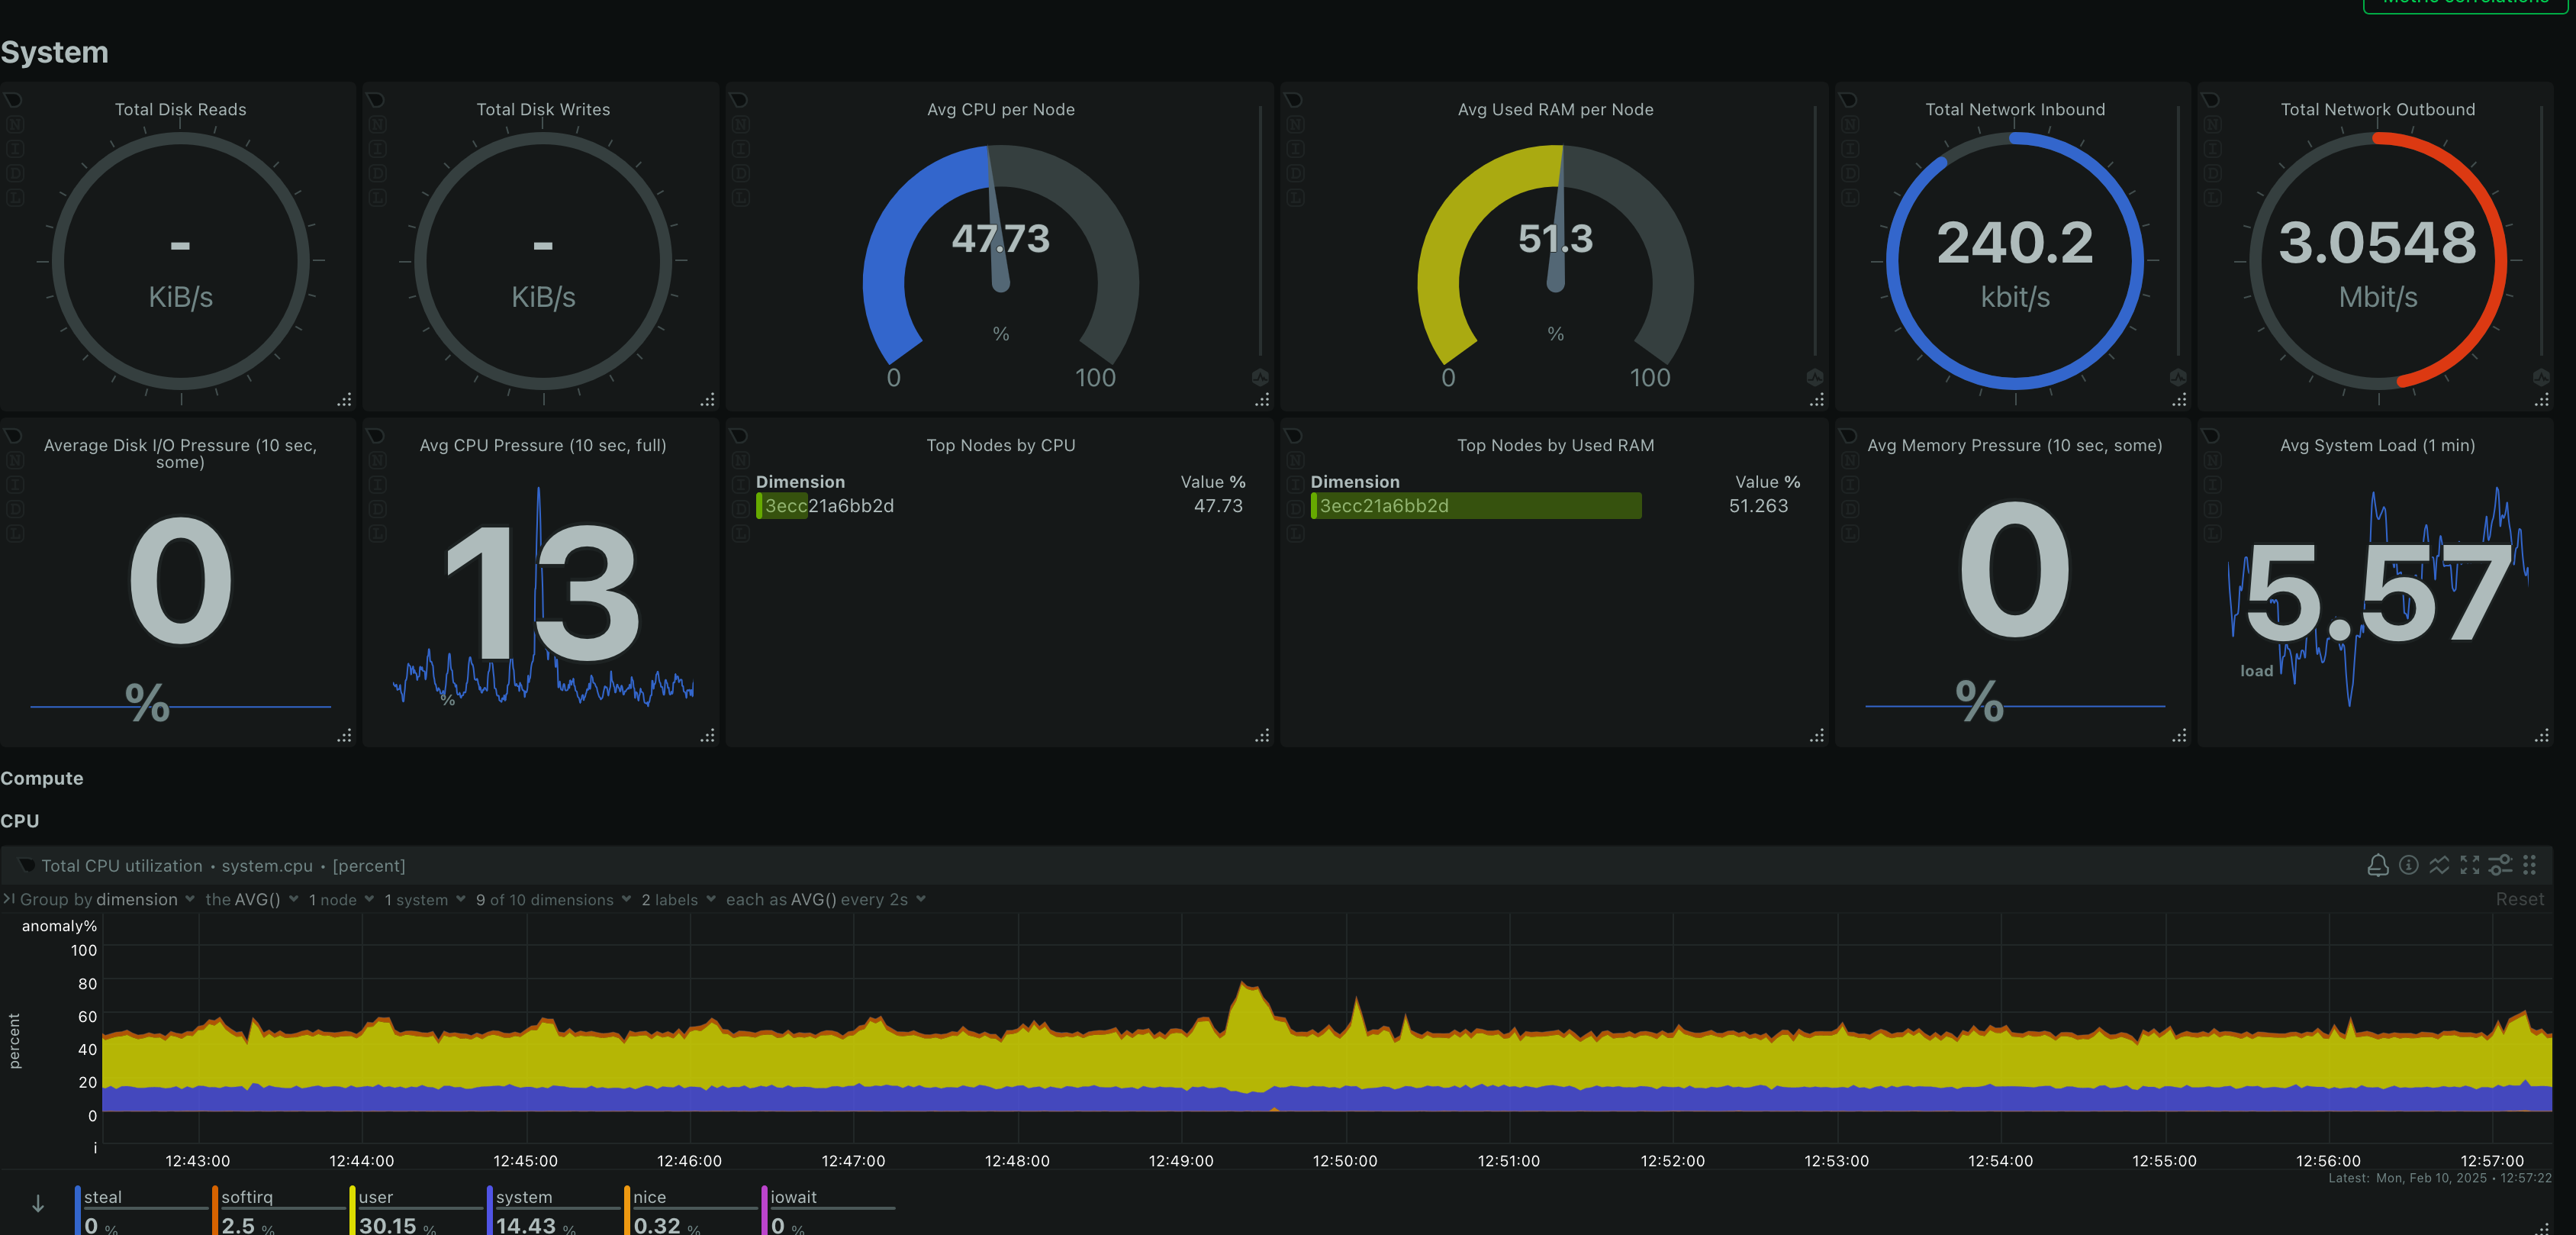 Metric correlations
System
Total Disk Reads
-
KiB/s
Total Disk Writes
-
KiB/s
Avg CPU per Node
47.73
%
0 100
Avg Used RAM per Node
51.3
%
0 100
Total Network Inbound
240.2
kbit/s
Total Network Outbound
3.0548
Mbit/s
N
I
D
L
N
I
D
L
N
I
D
L
N
I
D
L
N
I
D
L
N
I
D
L
Average Disk I/O Pressure (10 sec,
some)
0
%
Avg CPU Pressure (10 sec, full)
13
%
Top Nodes by CPU
Dimension Value %
3ecc21a6bb2d 47.73
Top Nodes by Used RAM
Dimension Value %
3ecc21a6bb2d 51.263
Avg Memory Pressure (10 sec, some)
0
%
Avg System Load (1 min)
5.57
load
N
I
D
L
N
I
D
L
N
I
D
L
N
I
D
L
N
I
D
L
N
I
D
L
Compute
CPU
Total CPU utilization • system.cpu • [percent]
Group by dimension the AVG() 1 node 1 system 9 of 10 dimensions 2 labels each as AVG() every 2s Reset
anomaly%
100
80
60
40
20
0
i
percent
12:43:00 12:44:00 12:45:00 12:46:00 12:47:00 12:48:00 12:49:00 12:50:00 12:51:00 12:52:00 12:53:00 12:54:00 12:55:00 12:56:00 12:57:00
Latest: Mon, Feb 10, 2025 • 12:57:22
steal softirq user system nice iowait
0 % 2.5 % 30.15 % 14.43 % 0.32 % 0 %